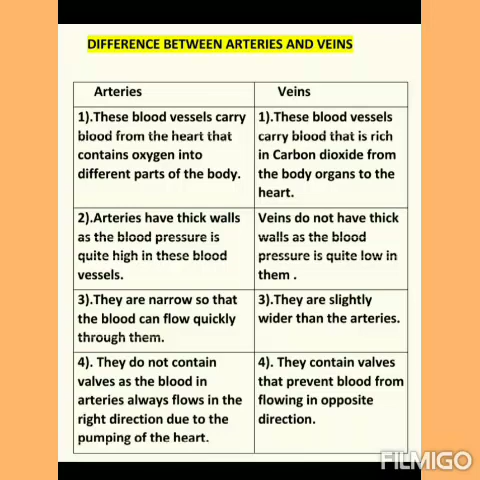 DIFFERENCE BETWEEN ARTERIES AND VEINS
Arteries
Veins
1).These blood vessels carry
blood from the heart that
contains oxygen into
different parts of the body.
1).These blood vessels
carry blood that is rich
in Carbon dioxide from
the body organs to the
heart.
2).Arteries have thick walls
as the blood pressure is
quite high in these blood
vessels.
Veins do not have thick
walls as the blood
pressure is quite low in
them .
3).They are narrow so that
the blood can flow quickly
through them.
3).They are slightly
wider than the arteries.
4). They do not contain
valves as the blood in
arteries always flows in the
right direction due to the
pumping of the heart.
4). They contain valves
that prevent blood from
flowing in opposite
direction.
FILMIGO